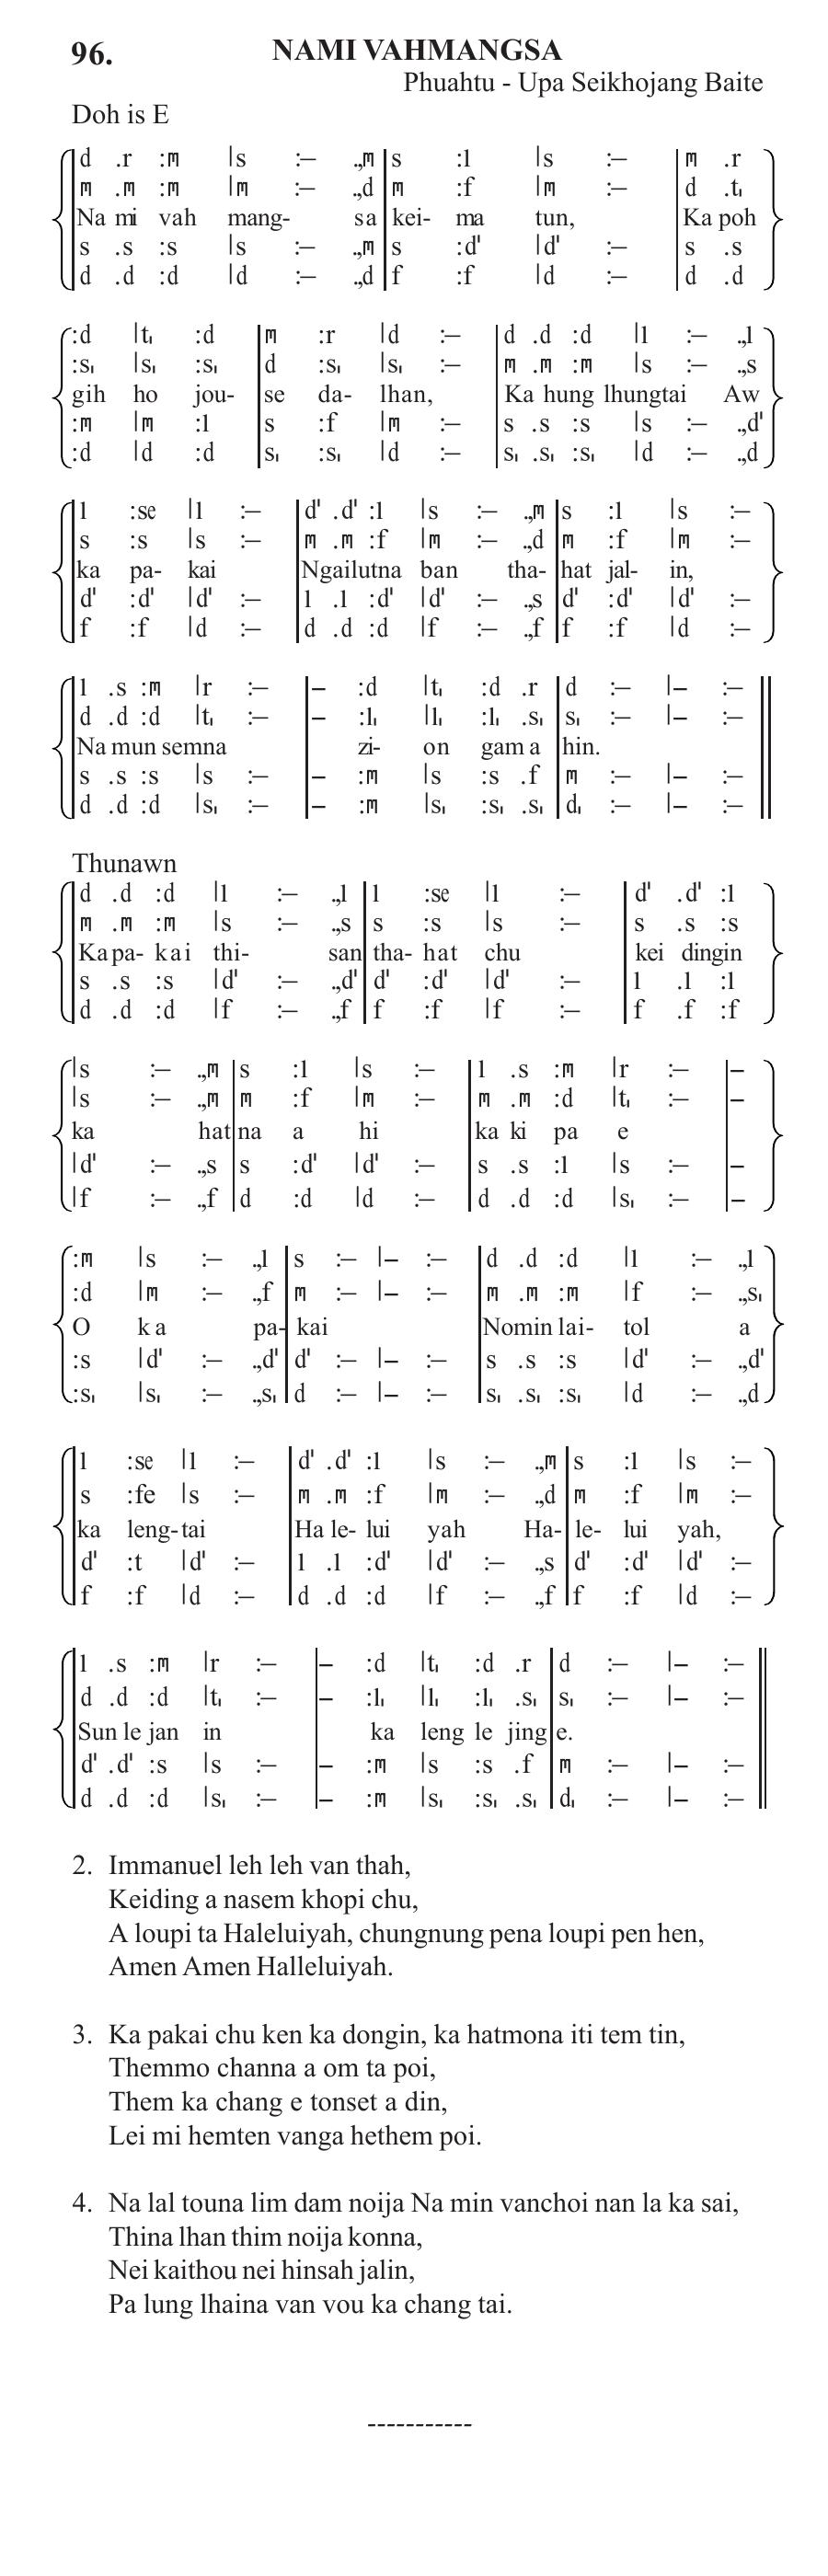 96. NAMI VAHMANGSA
Phuahtu - Upa Seikhojang Baite
Doh is E
d .r :m |s :– .,m | s :l |s :– | m .r
m .m :m |m :– .,d | m :f |m :– | d .t,
Na mi vah mang- sa kei- ma tun, Ka poh
s .s :s |s :– .,m | s :d' |d' :– | s .s
d .d :d |d :– .,d | f :f |d :– | d .d
:d |t, :d | m :r |d :– | d .d :d |l :– .,l
:s, |s, :s, | d :s, |s, :– | m .m :m |s :– .,s
gih ho jou- se da- lhan, Ka hung lhungtai Aw
:m |m :l | s :f |m :– | s .s :s |s :– .,d'
:d |d :d | s, :s, |d :– | s, .s, :s, |d :– .,d
l :se |l :– | d' .d' :l |s :– .,m | s :l |s :–
s :s |s :– | m .m :f |m :– .,d | m :f |m :–
ka pa- kai Ngailutna ban tha- hat jal- in,
d' :d' |d' :– | l .l :d' |d' :– .,s | d' :d' |d' :–
f :f |d :– | d .d :d |f :– .,f | f :f |d :–
l .s :m |r :– | – :d |t, :d .r | d :– |– :–
d .d :d |t, :– | – :l, |l, :l, .s, | s, :– |– :–
Na mun semna zi- on gam a hin.
s .s :s |s :– | – :m |s :s .f | m :– |– :–
d .d :d |s, :– | – :m |s, :s, .s, | d, :– |– :–
Thunawn
d .d :d |l :– .,l | l :se |l :– | d' .d' :l
m .m :m |s :– .,s | s :s |s :– | s .s :s
Ka pa- kai thi- san tha- hat chu kei dingin
s .s :s |d' :– .,d' | d' :d' |d' :– | l .l :l
d .d :d |f :– .,f | f :f |f :– | f .f :f
|s :– .,m | s :l |s :– | l .s :m |r :– | –
|s :– .,m | m :f |m :– | m .m :d |t, :– | –
ka hat na a hi ka ki pa e
|d' :– .,s | s :d' |d' :– | s .s :l |s :– | –
|f :– .,f | d :d |d :– | d .d :d |s, :– | –
:m |s :– .,l | s :– |– :– | d .d :d |l :– .,l
:d |m :– .,f | m :– |– :– | m .m :m |f :– .,s,
O ka pa- kai Nomin lai- tol a
:s |d' :– .,d' | d' :– |– :– | s .s :s |d' :– .,d'
:s, |s, :– .,s, | d :– |– :– | s, .s, :s, |d :– .,d
l :se |l :– | d' .d' :l |s :– .,m | s :l |s :–
s :fe |s :– | m .m :f |m :– .,d | m :f |m :–
ka leng-tai Ha le- lui yah Ha- le- lui yah,
d' :t |d' :– | l .l :d' |d' :– .,s | d' :d' |d' :–
f :f |d :– | d .d :d |f :– .,f | f :f |d :–
l .s :m |r :– | – :d |t, :d .r | d :– |– :–
d .d :d |t, :– | – :l, |l, :l, .s, | s, :– |– :–
Sun le jan in ka leng le jing e.
d' .d' :s |s :– | – :m |s :s .f | m :– |– :–
d .d :d |s, :– | – :m |s, :s, .s, | d, :– |– :–
2. Immanuel leh leh van thah,
Keiding a nasem khopi chu,
A loupi ta Haleluiyah, chungnung pena loupi pen hen,
Amen Amen Halleluiyah.
3. Ka pakai chu ken ka dongin, ka hatmona iti tem tin,
Themmo channa a om ta poi,
Them ka chang e tonset a din,
Lei mi hemten vanga hethem poi.
4. Na lal touna lim dam noija Na min vanchoi nan la ka sai,
Thina lhan thim noija konna,
Nei kaithou nei hinsah jalin,
Pa lung lhaina van vou ka chang tai.
-----------